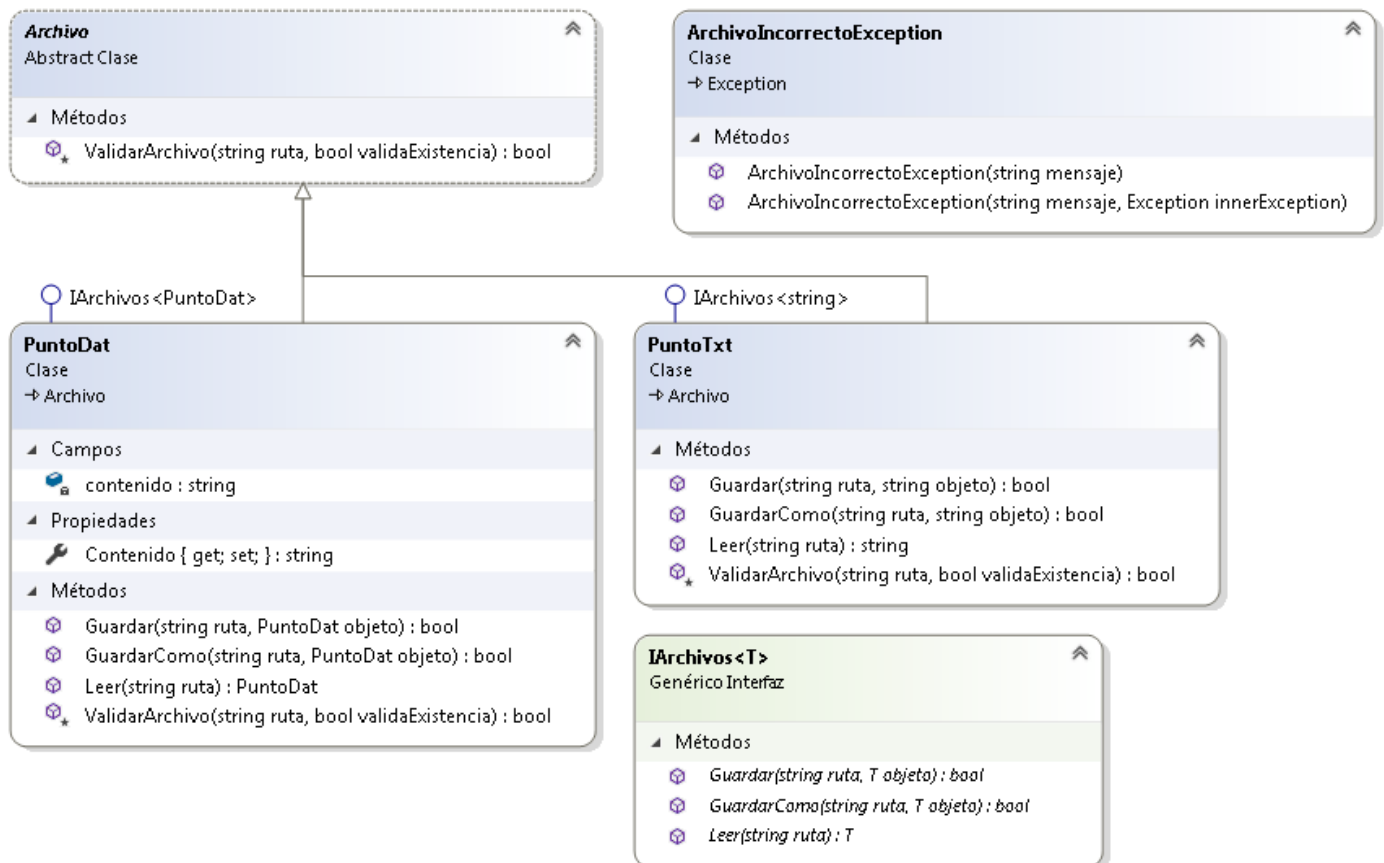 Archivo
Abstract Clase
Métodos
ValidarArchivo(string ruta, bool validaExistencia) : bool
ArchivoIncorrectoException
Clase
Exception
Métodos
ArchivoIncorrectoException(string mensaje)
ArchivoIncorrectoException(string mensaje, Exception innerException)
IArchivos<PuntoDat>
PuntoDat
Clase
Archivo
Campos
contenido : string
Propiedades
Contenido { get; set; } : string
Métodos
Guardar(string ruta, PuntoDat objeto) : bool
GuardarComo(string ruta, PuntoDat objeto) : bool
Leer(string ruta) : PuntoDat
ValidarArchivo(string ruta, bool validaExistencia) : bool
IArchivos<string>
PuntoTxt
Clase
Archivo
Métodos
Guardar(string ruta, string objeto) : bool
GuardarComo(string ruta, string objeto) : bool
Leer(string ruta) : string
ValidarArchivo(string ruta, bool validaExistencia) : bool
IArchivos<T>
Genérico Interfaz
Métodos
Guardar(string ruta, T objeto) : bool
GuardarComo(string ruta, T objeto) : bool
Leer(string ruta) : T